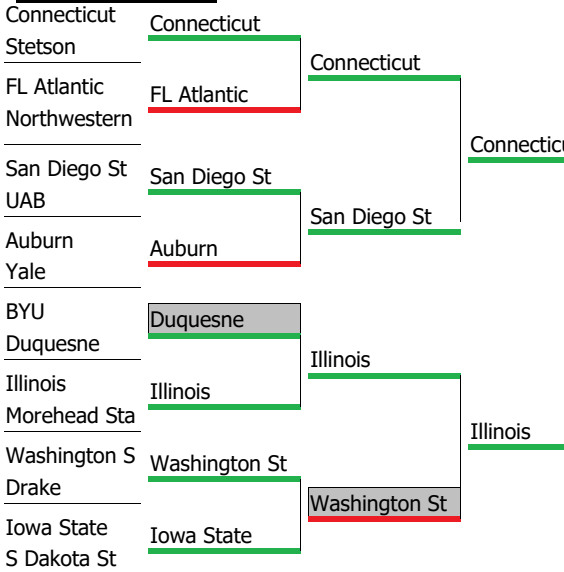 Connecticut
Stetson
FL Atlantic
Northwestern
San Diego St
UAB
Auburn
Yale
BYU
Duquesne
Illinois
Morehead Sta
Washington S
Drake
Iowa State
S Dakota St
Connecticut
FL Atlantic
San Diego St
Auburn
Duquesne
Illinois
Washington St
Iowa State
Connecticut
San Diego St
Illinois
Washington St
Connecticu
Illinois